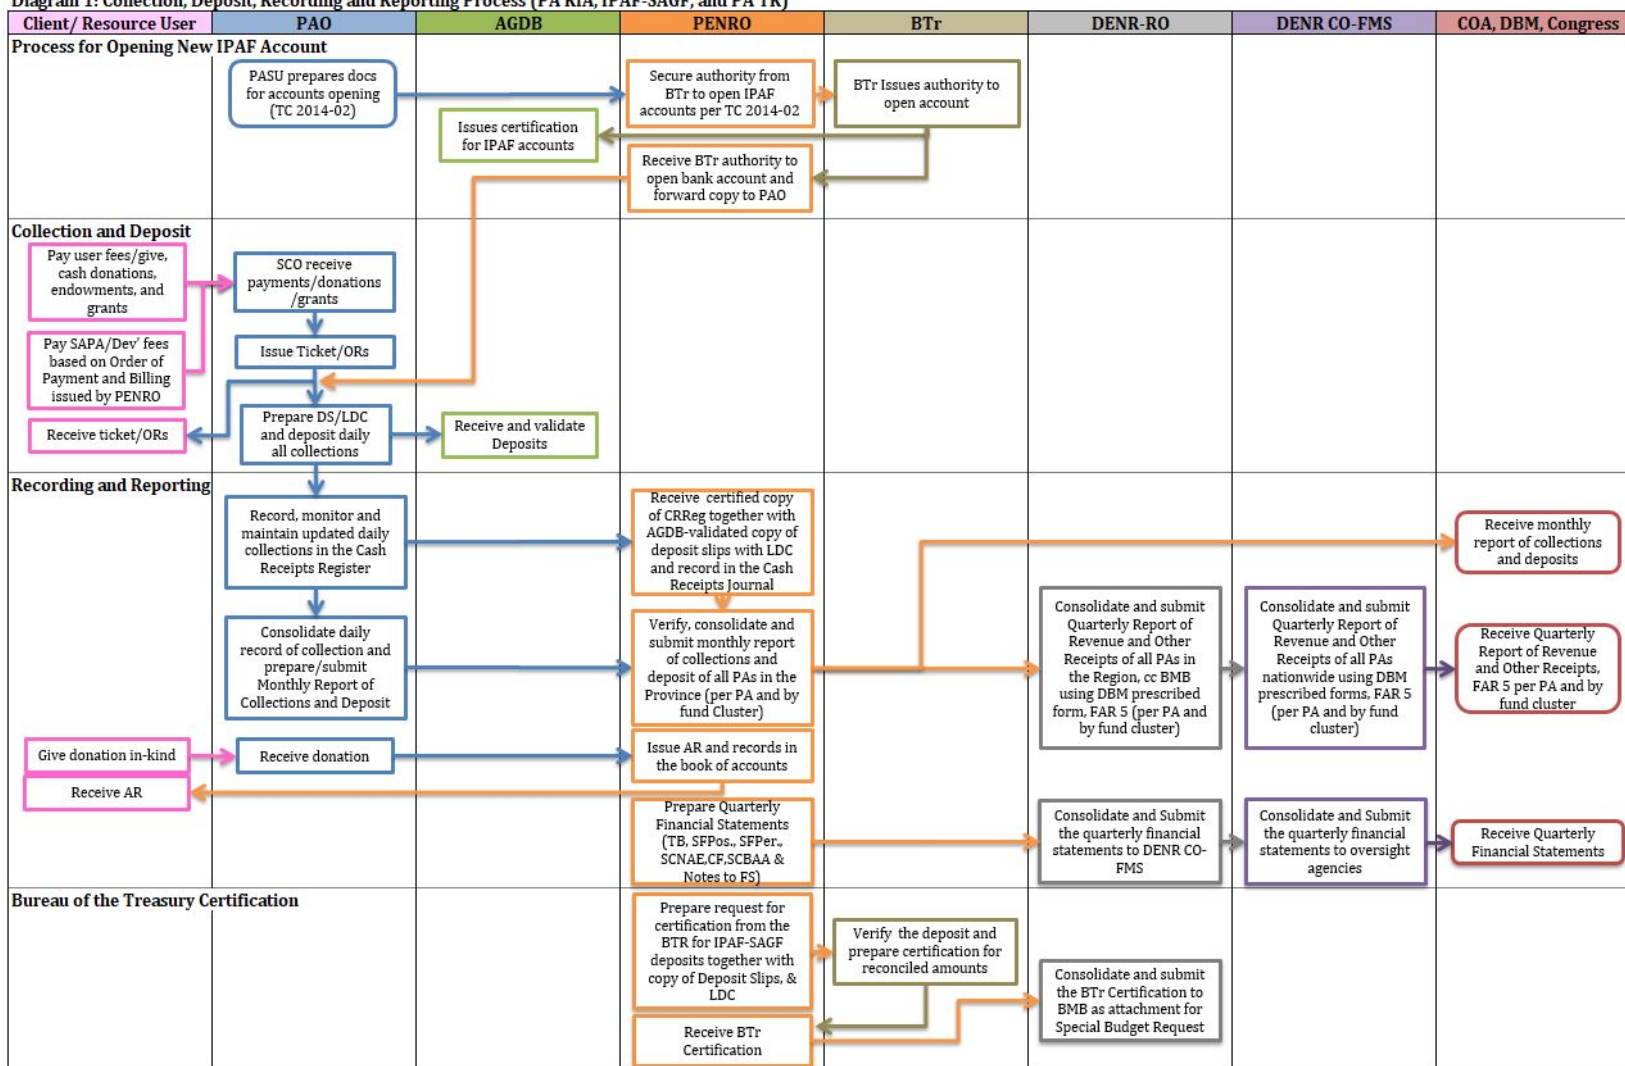 Diagram 1: Collection, Deposit, Recording and Reporting Process (PA RIA, IPAF-SAGF, and PA TR)
Client/ Resource User
PAO
AGDB
PENRO
BTr
DENR-RO
DENR CO-FMS
COA, DBM, Congress
Process for Opening New IPAF Account
PASU prepares docs
for accounts opening
(TC 2014-02)
Secure authority from
BTr to open IPAF
accounts per TC 2014-02
BTr Issues authority to
open account
Issues certification
for IPAF accounts
Receive BTr authority to
open bank account and
forward copy to PAO
Collection and Deposit
Pay user fees/give,
cash donations,
endowments, and
grants
SCO receive
payments/donations
/grants
Pay SAPA/Dev' fees
based on Order of
Payment and Billing
issued by PENRO
Issue Ticket/ORs
Receive ticket/ORs
Prepare DS/LDC
and deposit daily
all collections
Receive and validate
Deposits
Recording and Reporting
Record, monitor and
maintain updated daily
collections in the Cash
Receipts Register
Receive certified copy
of CRReg together with
AGDB-validated copy of
deposit slips with LDC
and record in the Cash
Receipts Journal
Receive monthly
report of collections
and deposits
Consolidate daily
record of collection and
prepare/submit
Monthly Report of
Collections and Deposit
Verify, consolidate and
submit monthly report
of collections and
deposit of all PAs in the
Province (per PA and by
fund Cluster)
Consolidate and submit
Quarterly Report of
Revenue and Other
Receipts of all PAs in
the Region, cc BMB
using DBM prescribed
form, FAR 5 (per PA and
by fund cluster)
Consolidate and submit
Quarterly Report of
Revenue and Other
Receipts of all PAs
nationwide using DBM
prescribed forms, FAR 5
(per PA and by fund
cluster)
Receive Quarterly
Report of Revenue
and Other Receipts,
FAR 5 per PA and by
fund cluster
Give donation in-kind
Receive donation
Issue AR and records in
the book of accounts
Receive AR
Prepare Quarterly
Financial Statements
(TB, SFPos., SFPer.,
SCNAE,CF,SCBAA &
Notes to FS)
Consolidate and Submit
the quarterly financial
statements to DENR CO-
FMS
Consolidate and Submit
the quarterly financial
statements to oversight
agencies
Receive Quarterly
Financial Statements
Bureau of the Treasury Certification
Prepare request for
certification from the
BTR for IPAF-SAGF
deposits together with
copy of Deposit Slips, &
LDC
Verify the deposit and
prepare certification for
reconciled amounts
Consolidate and submit
the BTr Certification to
BMB as attachment for
Special Budget Request
Receive BTr
Certification